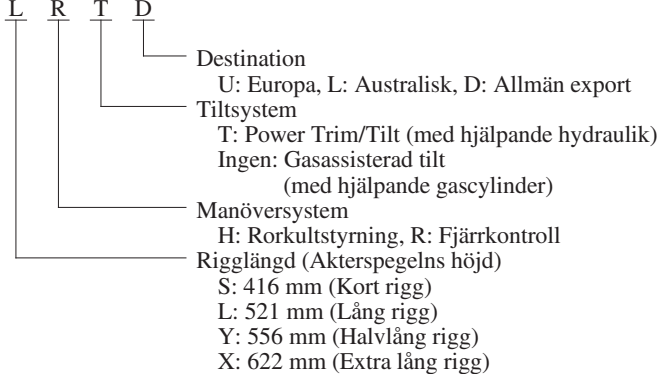 L R T D
Destination
U: Europa, L: Australisk, D: Allmän export
Tiltsystem
T: Power Trim/Tilt (med hjälpande hydraulik)
Ingen: Gasassisterad tilt
(med hjälpande gascylinder)
Manöversystem
H: Rorkultstyrning, R: Fjärrkontroll
Rigglängd (Akterspegelns höjd)
S: 416 mm (Kort rigg)
L: 521 mm (Lång rigg)
Y: 556 mm (Halvlång rigg)
X: 622 mm (Extra lång rigg)